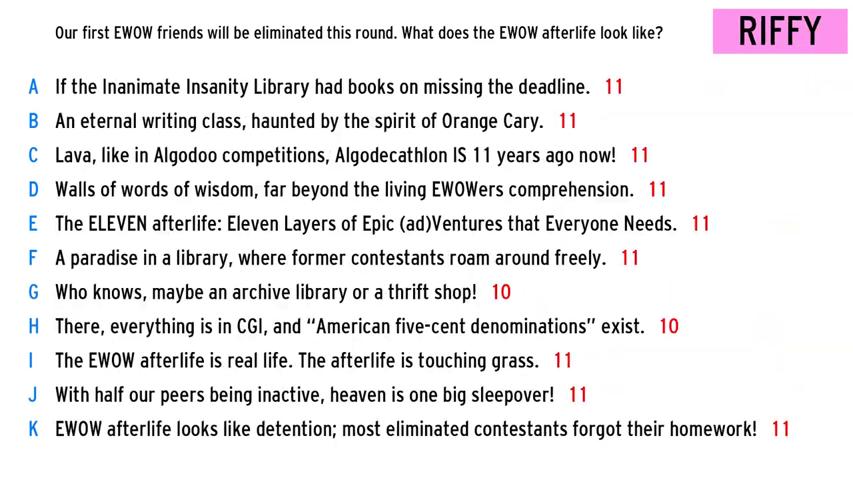 Our first EWOW friends will be eliminated this round. What does the EWOW afterlife look like?
RIFFY
A If the Inanimate Insanity Library had books on missing the deadline. 11
B An eternal writing class, haunted by the spirit of Orange Cary. 11
C Lava, like in Algodoo competitions, Algodecathlon IS 11 years ago now! 11
D Walls of words of wisdom, far beyond the living EWOWers comprehension. 11
E The ELEVEN afterlife: Eleven Layers of Epic (ad)Ventures that Everyone Needs. 11
F A paradise in a library, where former contestants roam around freely. 11
G Who knows, maybe an archive library or a thrift shop! 10
H There, everything is in CGI, and “American five-cent denominations” exist. 10
I The EWOW afterlife is real life. The afterlife is touching grass. 11
J With half our peers being inactive, heaven is one big sleepover! 11
K EWOW afterlife looks like detention; most eliminated contestants forgot their homework! 11